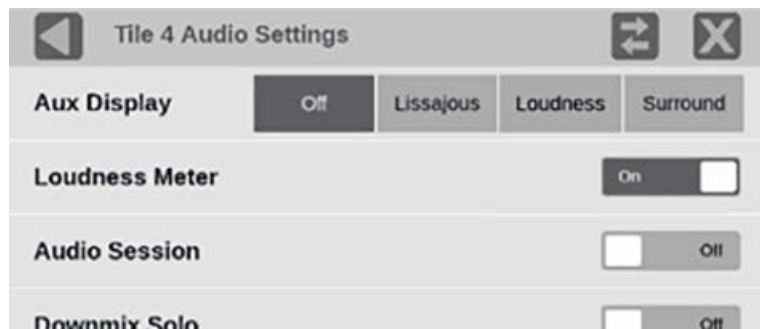 Tile 4 Audio Settings
Aux Display Off Lissajous Loudness Surround
Loudness Meter On
Audio Session Off
Downmix Solo Off